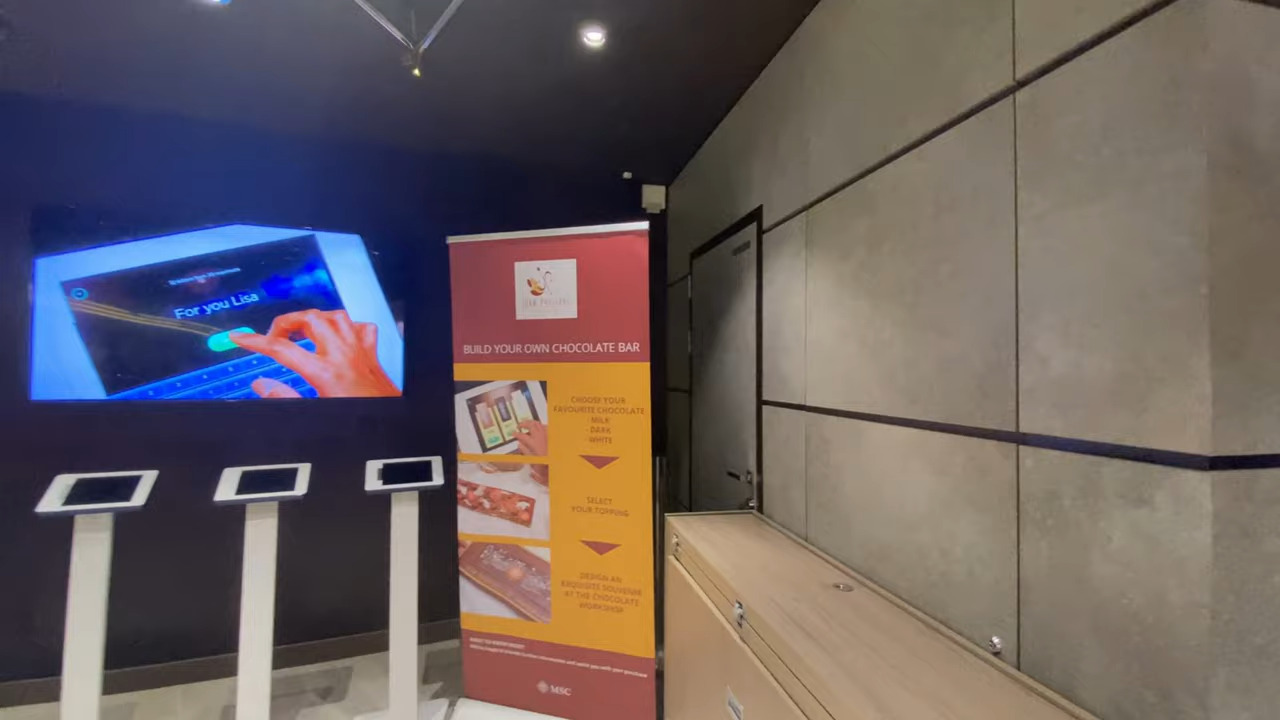 For you Lisa
BUILD YOUR OWN CHOCOLATE BAR
CHOOSE YOUR
FAVOURITE CHOCOLATE
- MILK
- DARK
- WHITE
SELECT
YOUR TOPPING
DESIGN AN
EXQUISITE SOUVENIR
AT THE CHOCOLATE
WORKSHOP
MSC